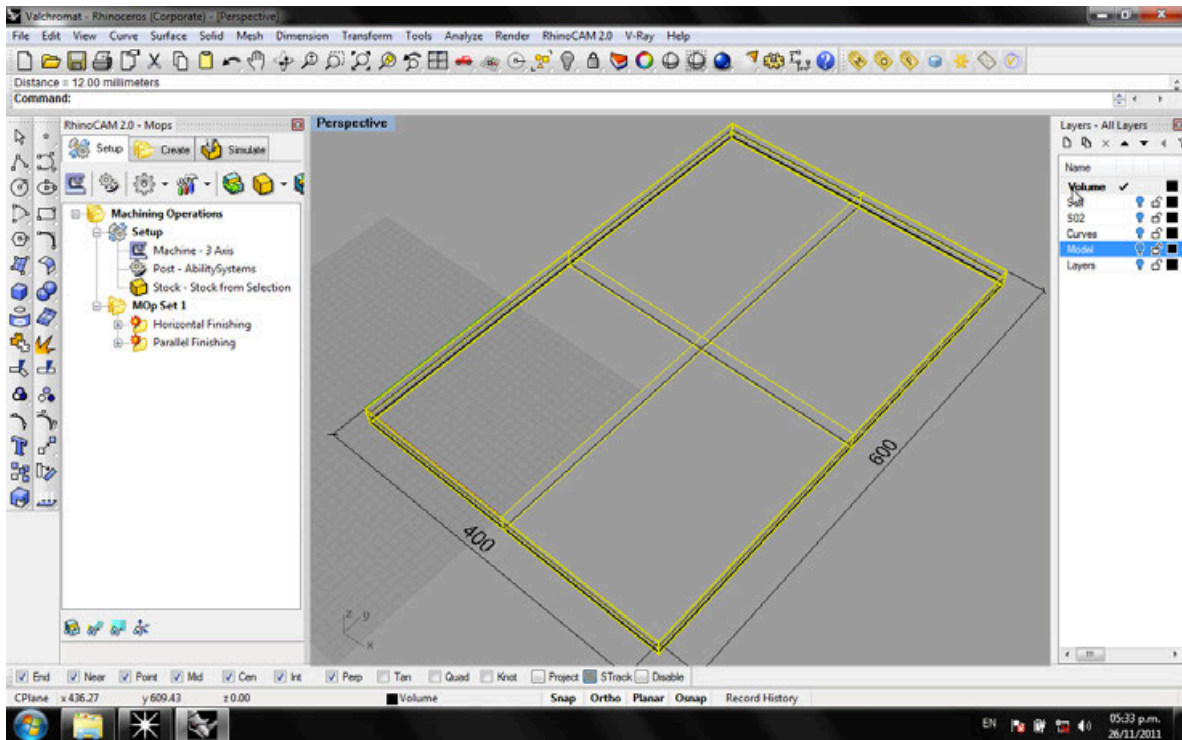 Valchromat - Rhinoceros (Corporate) - [Perspective]
File Edit View Curve Surface Solid Mesh Dimension Transform Tools Analyze Render RhinoCAM 2.0 V-Ray Help
Distance = 12.00 millimeters
Command:
RhinoCAM 2.0 - Mops
Setup Create Simulate
Machining Operations
Setup
Machine - 3 Axis
Post - AbilitySystems
Stock - Stock from Selection
MOp Set 1
Horizontal Finishing
Parallel Finishing
Perspective
400
600
z y
x
Layers - All Layers
Name
Volume
S02
Curves
Model
Layers
End Near Point Mid Cen Int Perp Tan Quad Knot Project STrack Disable
CPlane x 436.27 y 609.43 z 0.00 Volume Snap Ortho Planar Osnap Record History
EN 05:33 p.m.
26/11/2011